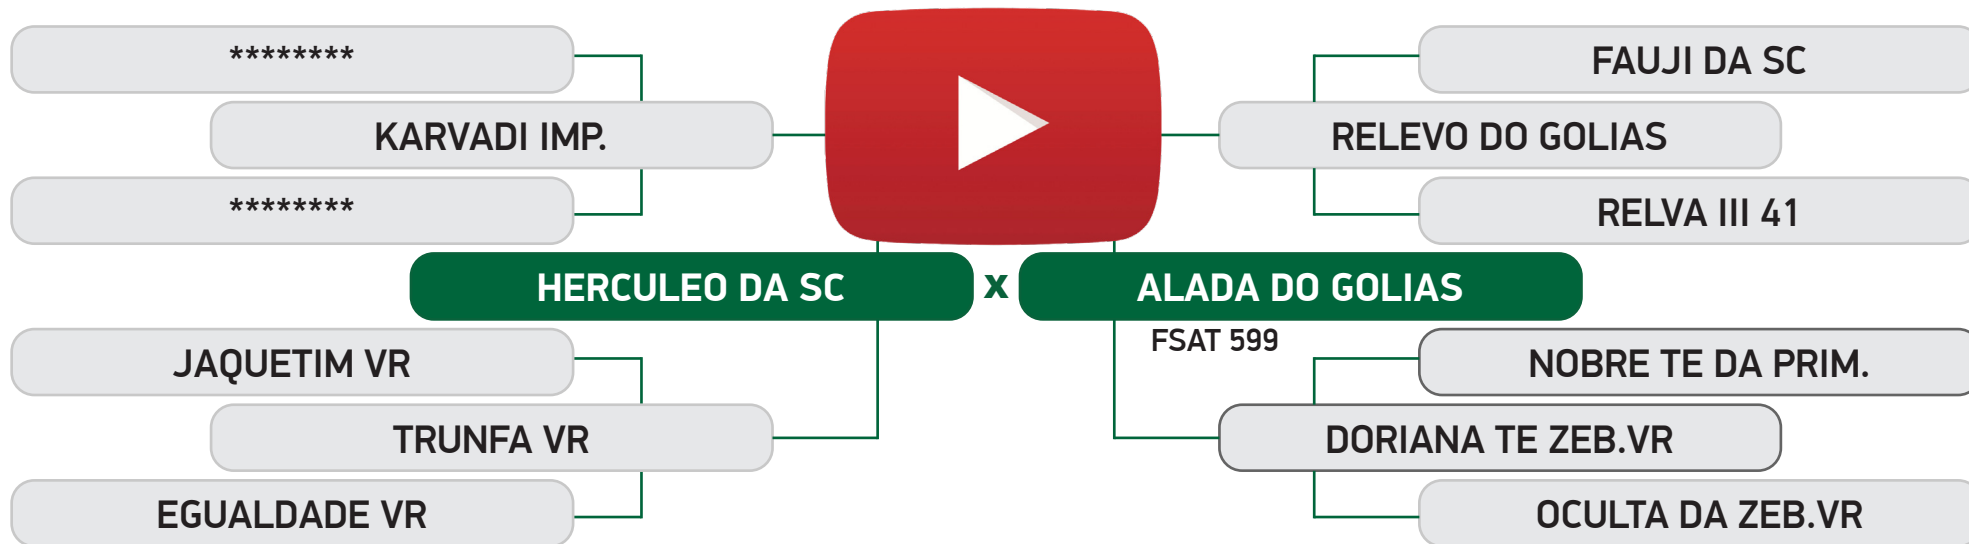 ********
FAUJI DA SC
KARVADI IMP.
RELEVO DO GOLIAS
********
RELVA III 41
HERCULEO DA SC
x
ALADA DO GOLIAS
FSAT 599
JAQUETIM VR
NOBRE TE DA PRIM.
TRUNFA VR
DORIANA TE ZEB.VR
EGUALDADE VR
OCULTA DA ZEB.VR